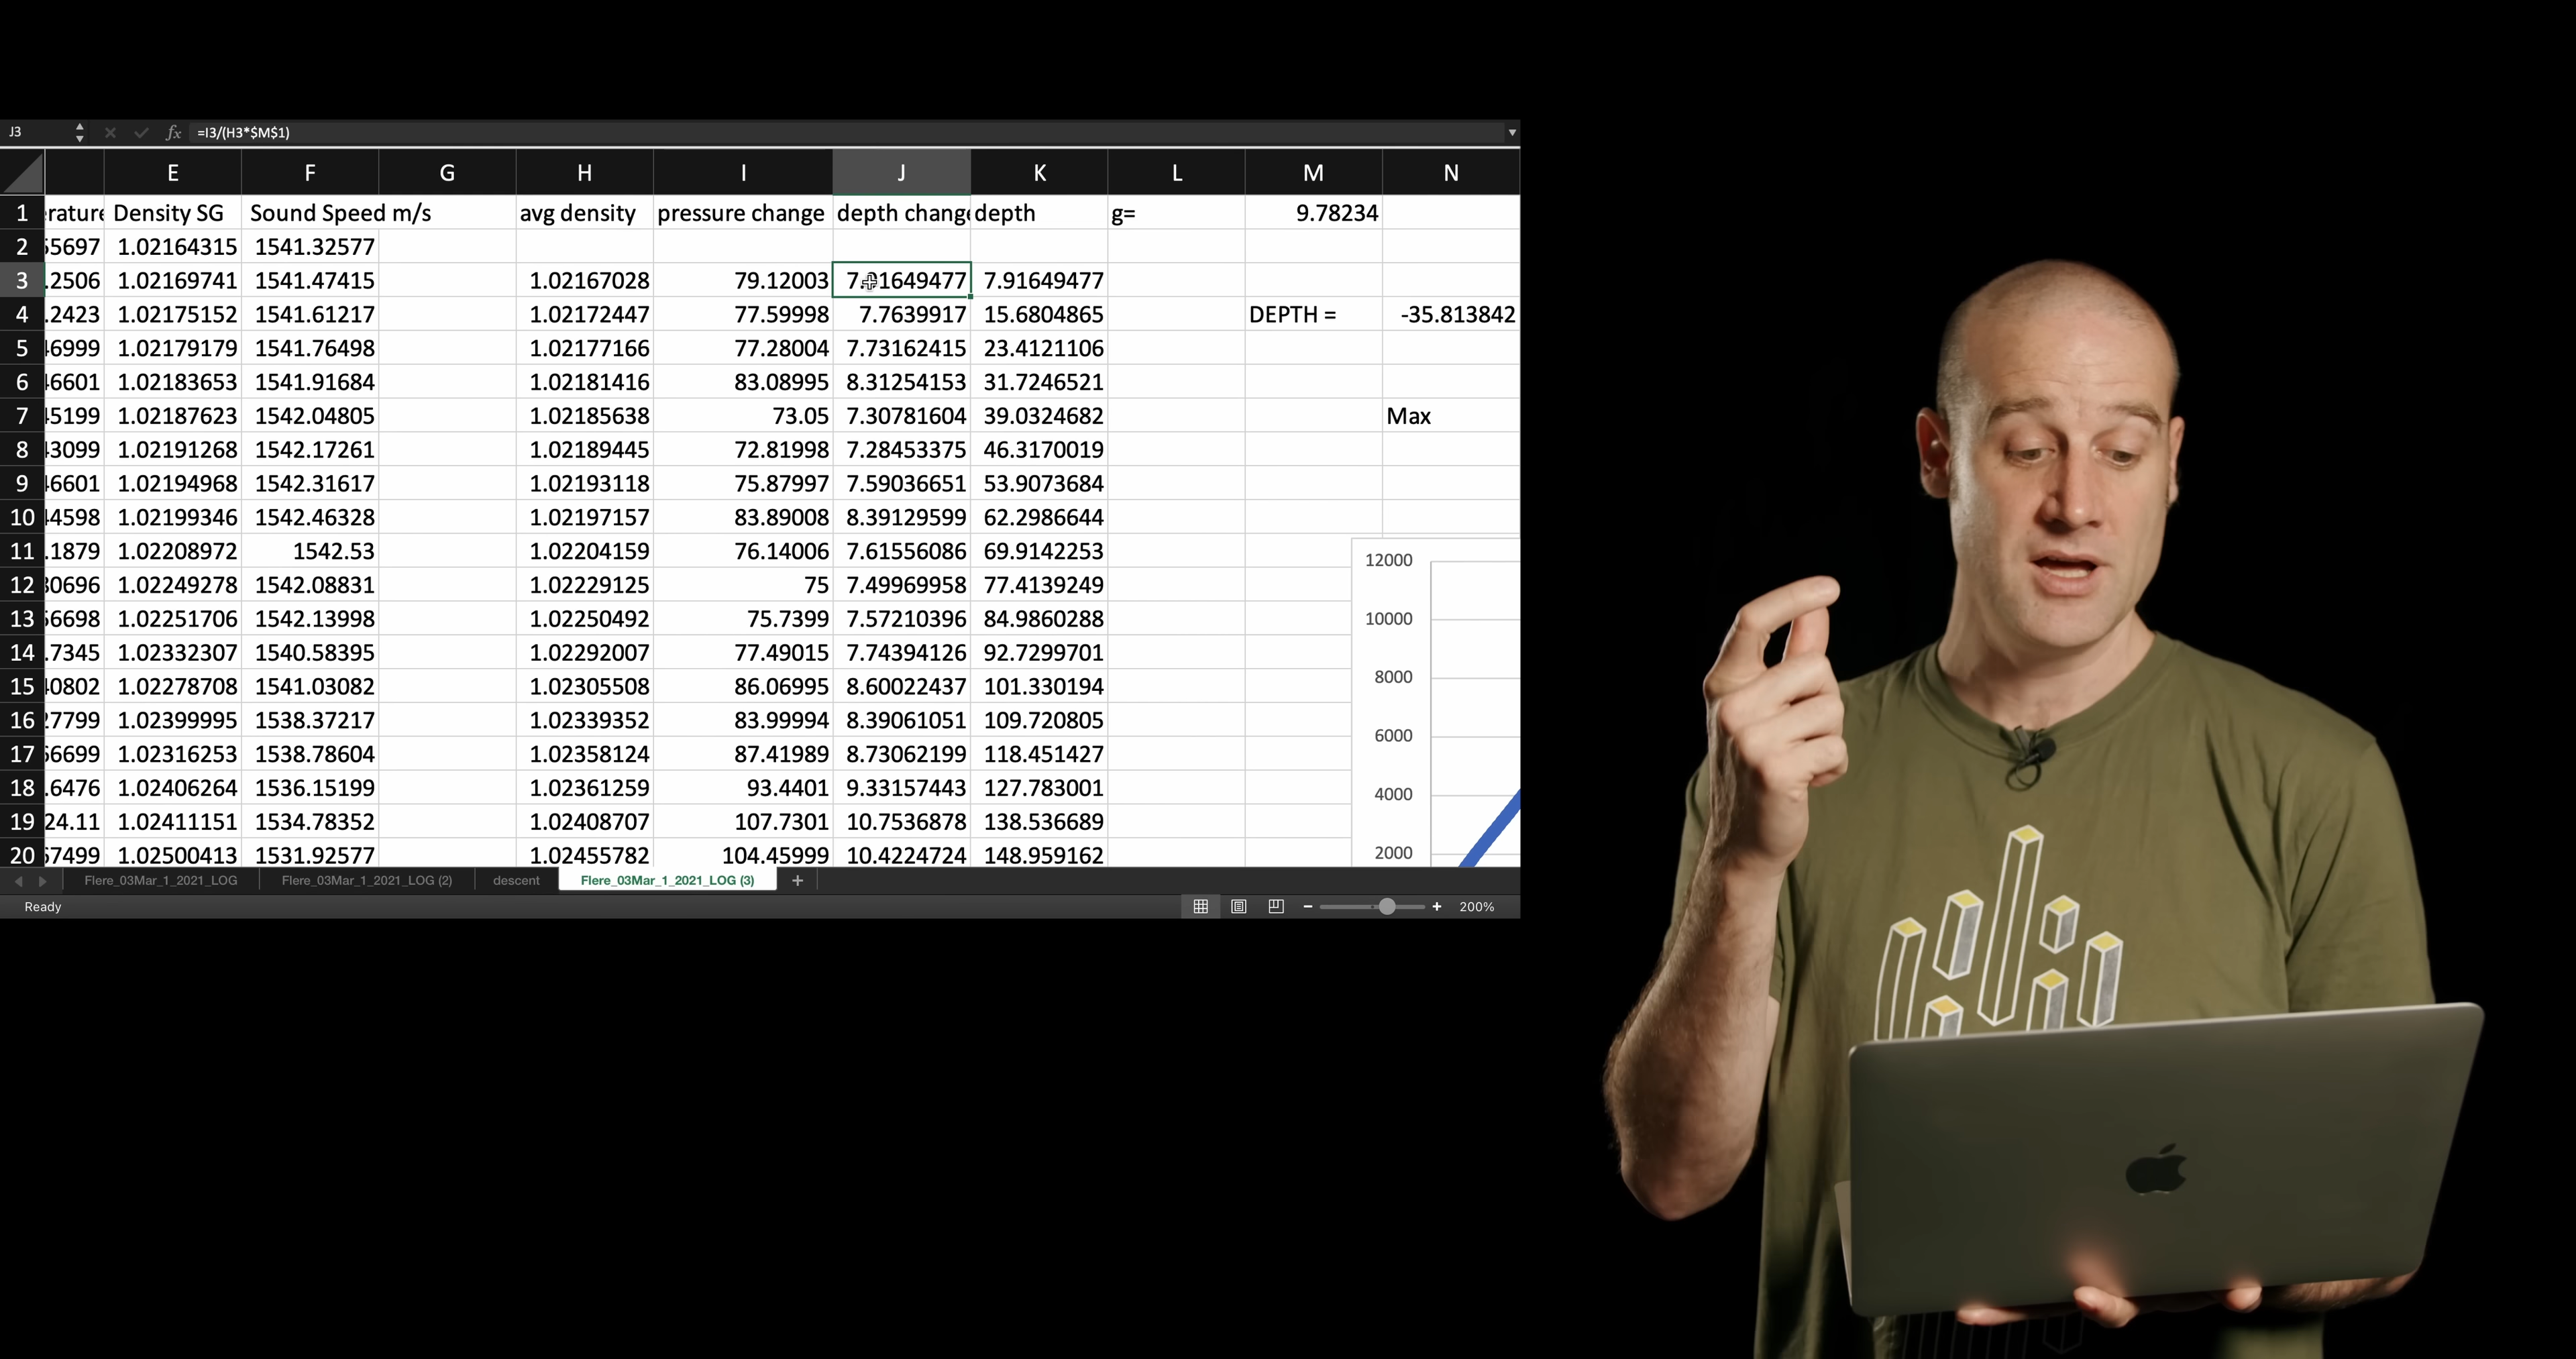 J3 fx =I3/(H3*$M$1)
E F G H I J K L M N
1 erature Density SG Sound Speed m/s avg density pressure change depth change depth g= 9.78234
2 55697 1.02164315 1541.32577
3 .2506 1.02169741 1541.47415 1.02167028 79.12003 7.91649477 7.91649477
4 .2423 1.02175152 1541.61217 1.02172447 77.59998 7.7639917 15.6804865 DEPTH = -35.813842
5 46999 1.02179179 1541.76498 1.02177166 77.28004 7.73162415 23.4121106
6 46601 1.02183653 1541.91684 1.02181416 83.08995 8.31254153 31.7246521
7 45199 1.02187623 1542.04805 1.02185638 73.05 7.30781604 39.0324682 Max
8 43099 1.02191268 1542.17261 1.02189445 72.81998 7.28453375 46.3170019
9 46601 1.02194968 1542.31617 1.02193118 75.87997 7.59036651 53.9073684
10 44598 1.02199346 1542.46328 1.02197157 83.89008 8.39129599 62.2986644
11 .1879 1.02208972 1542.53 1.02204159 76.14006 7.61556086 69.9142253
12000
12 30696 1.02249278 1542.08831 1.02229125 75 7.49969958 77.4139249
13 56698 1.02251706 1542.13998 1.02250492 75.7399 7.57210396 84.9860288
10000
14 .7345 1.02332307 1540.58395 1.02292007 77.49015 7.74394126 92.7299701
15 40802 1.02278708 1541.03082 1.02305508 86.06995 8.60022437 101.330194
8000
16 27799 1.02399995 1538.37217 1.02339352 83.99994 8.39061051 109.720805
17 56699 1.02316253 1538.78604 1.02358124 87.41989 8.73062199 118.451427
6000
18 .6476 1.02406264 1536.15199 1.02361259 93.4401 9.33157443 127.783001
4000
19 24.11 1.02411151 1534.78352 1.02408707 107.7301 10.7536878 138.536689
20 57499 1.02500413 1531.92577 1.02455782 104.45999 10.4224724 148.959162
2000
Flere_03Mar_1_2021_LOG Flere_03Mar_1_2021_LOG (2) descent Flere_03Mar_1_2021_LOG (3) +
Ready 200%